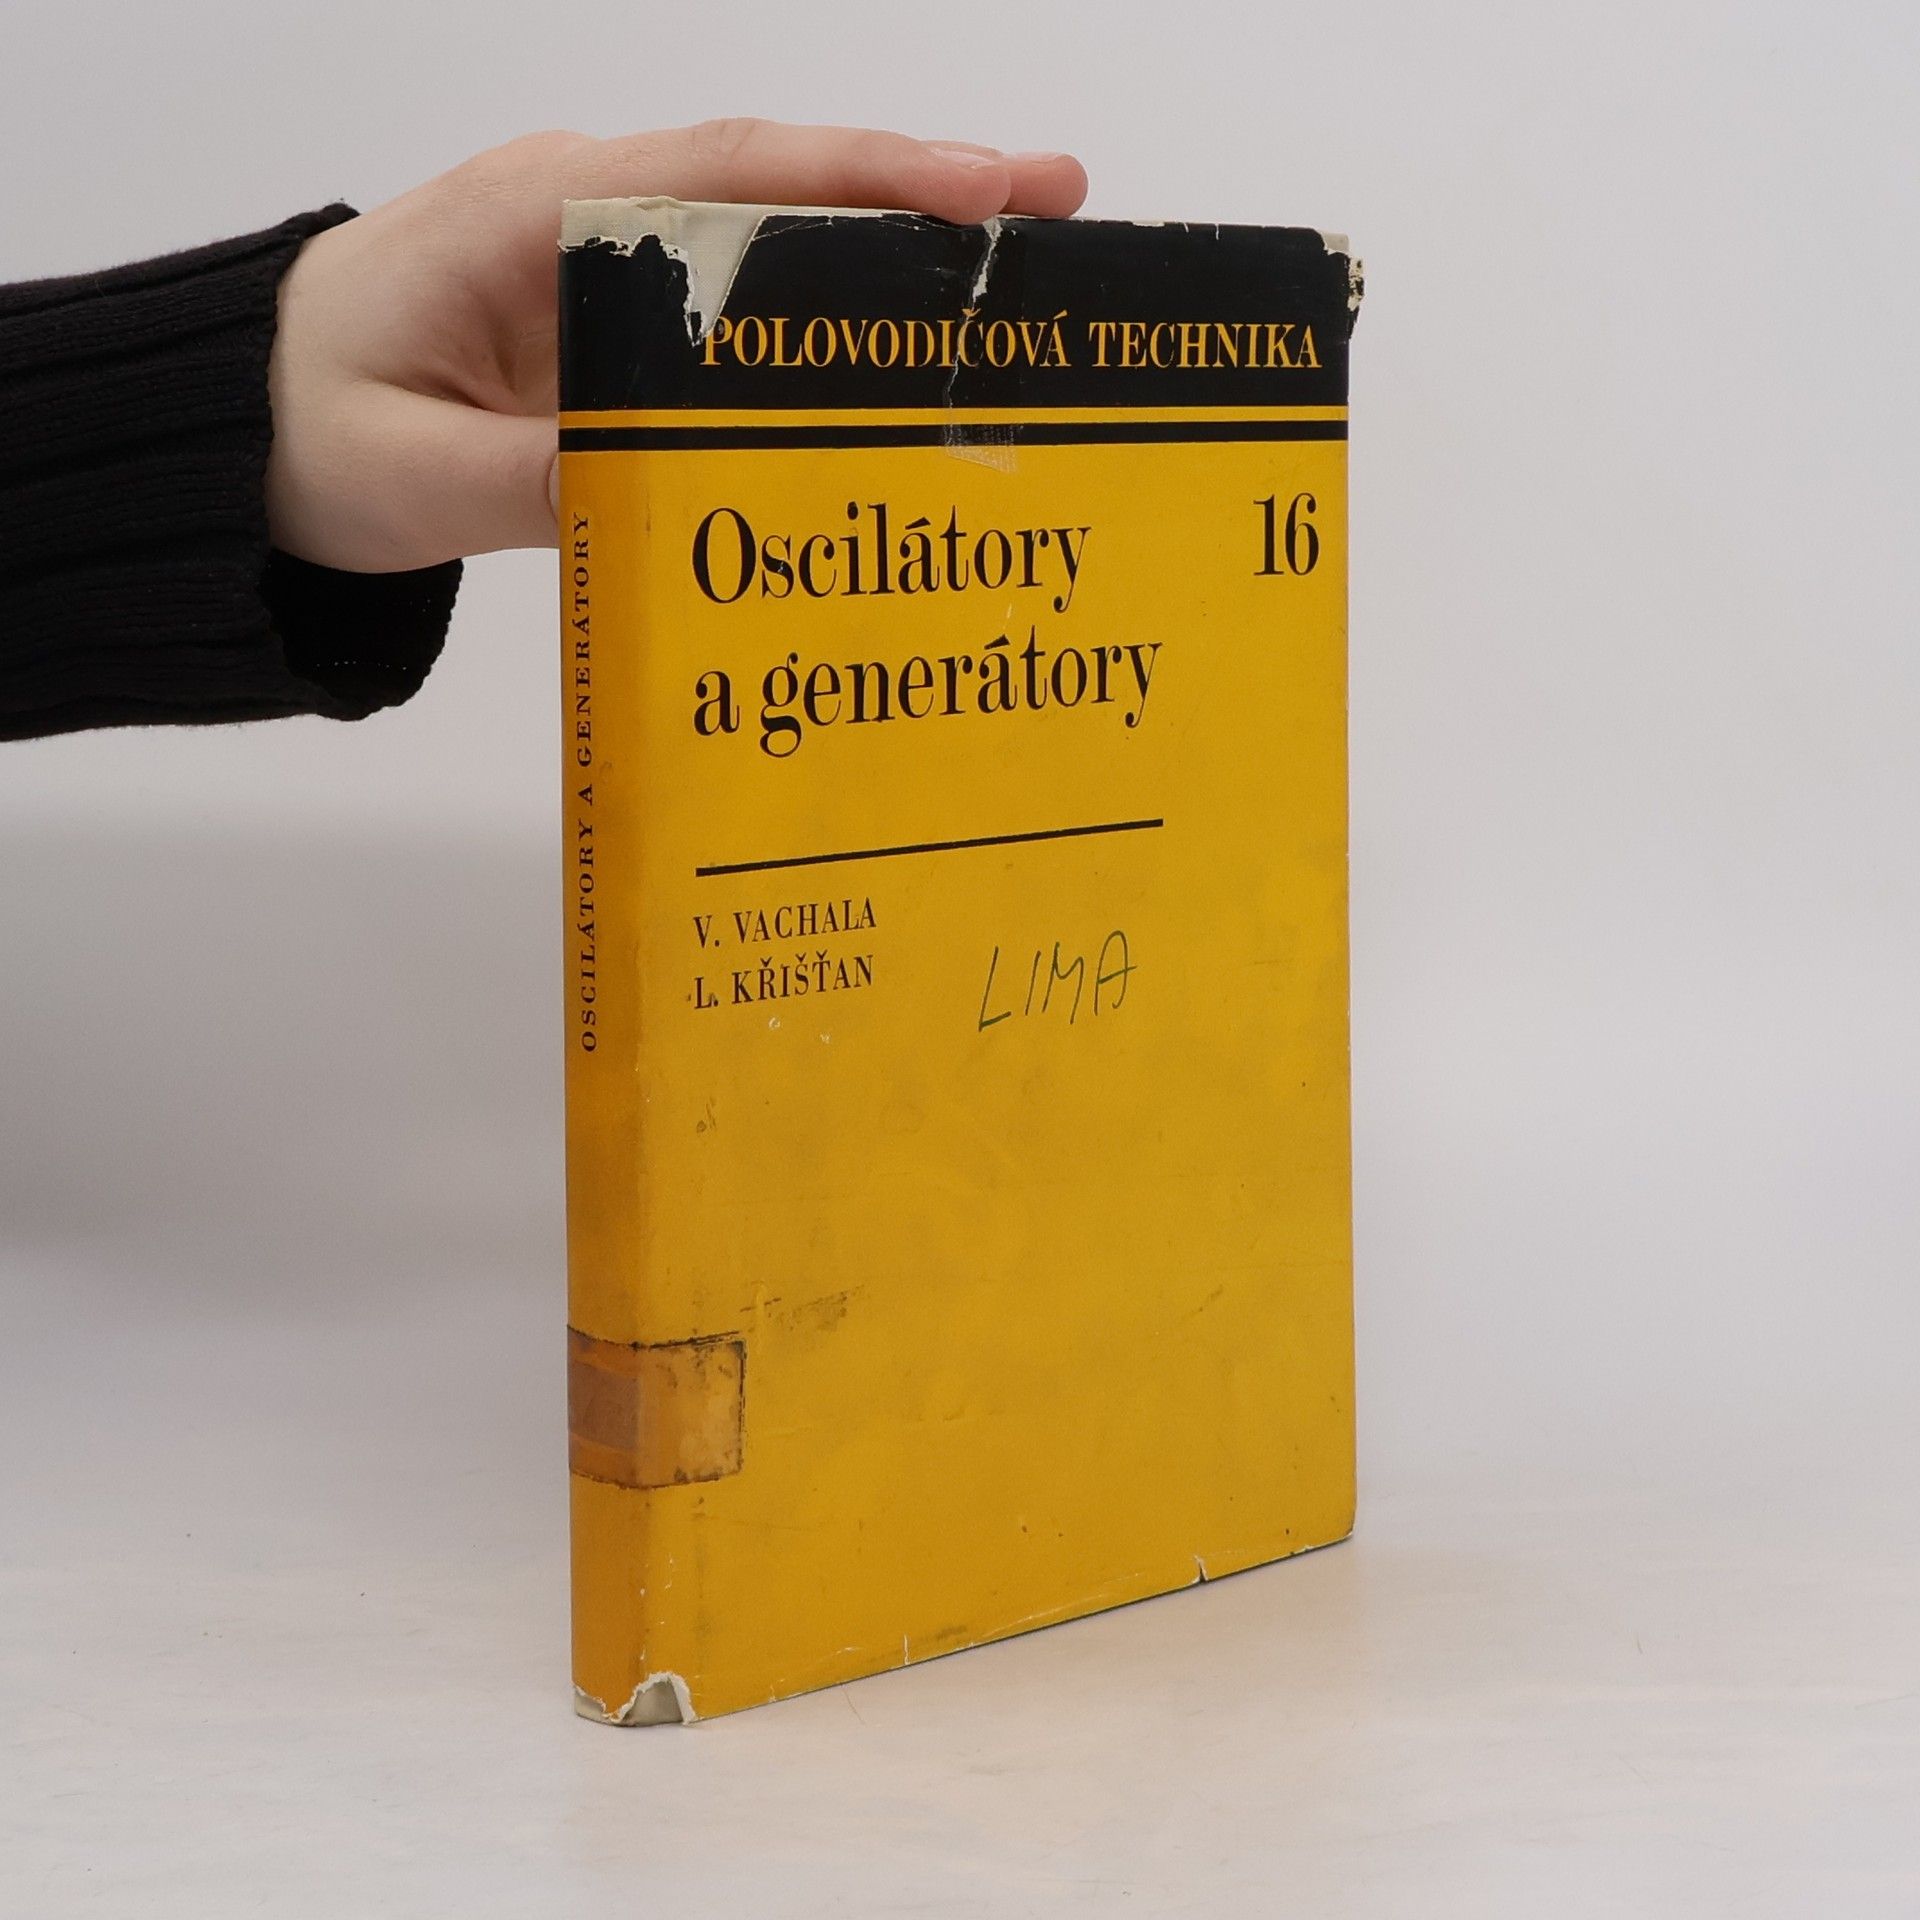 POLOVODIČOVÁ TECHNIKA
Oscilátory 16
a generátory
V. VACHALA
L. KŘIŠŤAN
LIMA
OSCILÁTORY A GENERÁTORY